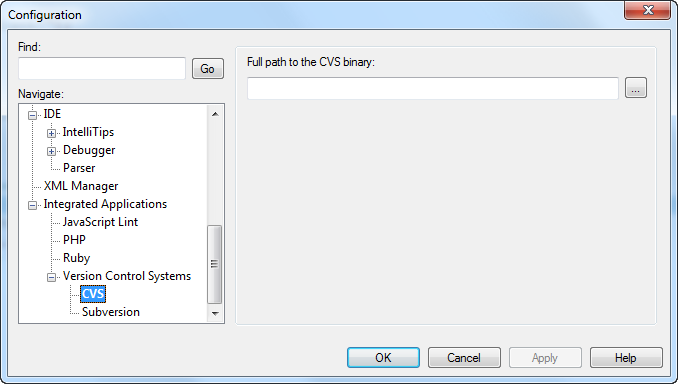 Configuration
Find:
Go
Navigate:
IDE
IntelliTips
Debugger
Parser
XML Manager
Integrated Applications
JavaScript Lint
PHP
Ruby
Version Control Systems
CVS
Subversion
Full path to the CVS binary:
...
OK
Cancel
Apply
Help